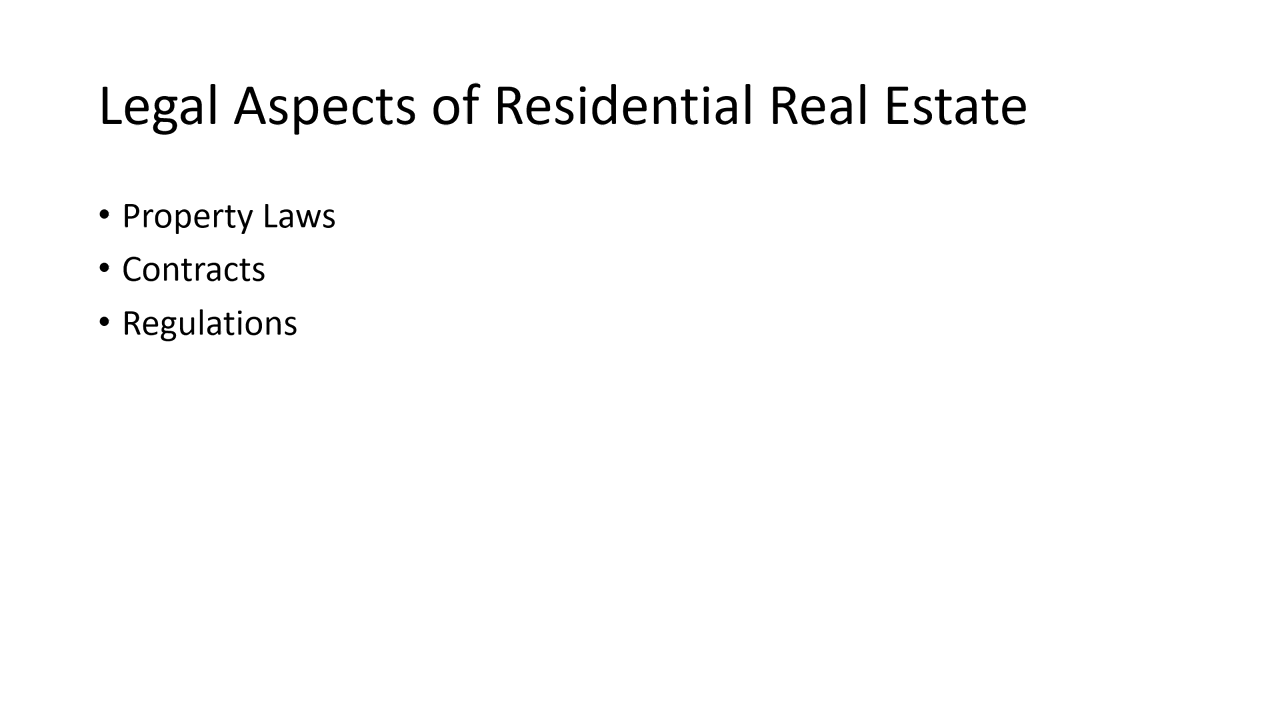 Legal Aspects of Residential Real Estate
• Property Laws
• Contracts
• Regulations